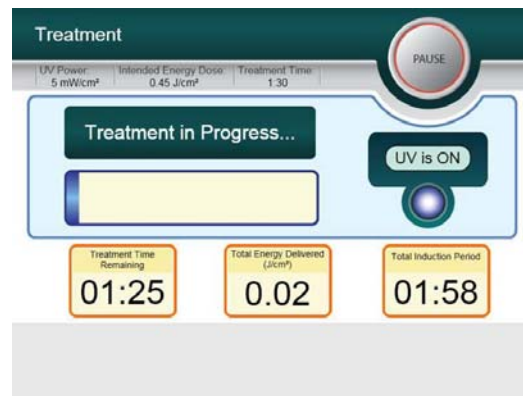 Treatment
PAUSE
UV Power: Intended Energy Dose: Treatment Time:
5 mW/cm² 0.45 J/cm² 1:30
Treatment in Progress...
UV is ON
Treatment Time
Remaining
01:25
Total Energy Delivered
(J/cm²)
0.02
Total Induction Period
01:58